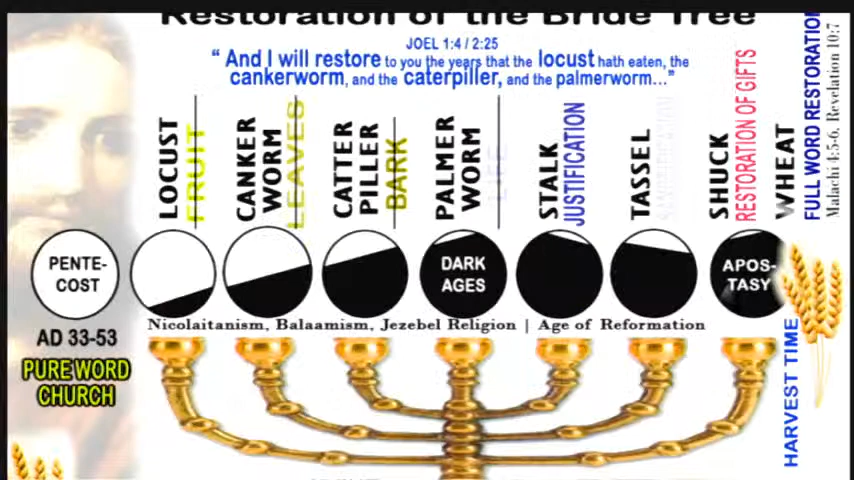 Restoration of the Bride Tree
JOEL 1:4 / 2:25
“ And I will restore to you the years that the locust hath eaten, the
cankerworm, and the caterpiller, and the palmerworm...”
LOCUST
FRUIT
CANKER
WORM
LEAVES
CATTER
PILLER
BARK
PALMER
WORM
LIFE
STALK
JUSTIFICATION
TASSEL
SHUCK
RESTORATION OF GIFTS
WHEAT
FULL WORD RESTORATION
Malachi 4:5-6, Revelation 10:7
PENTE-
COST
DARK
AGES
APOS-
TASY
Nicolaitanism, Balaamism, Jezebel Religion | Age of Reformation
AD 33-53
PURE WORD
CHURCH
HARVEST TIME